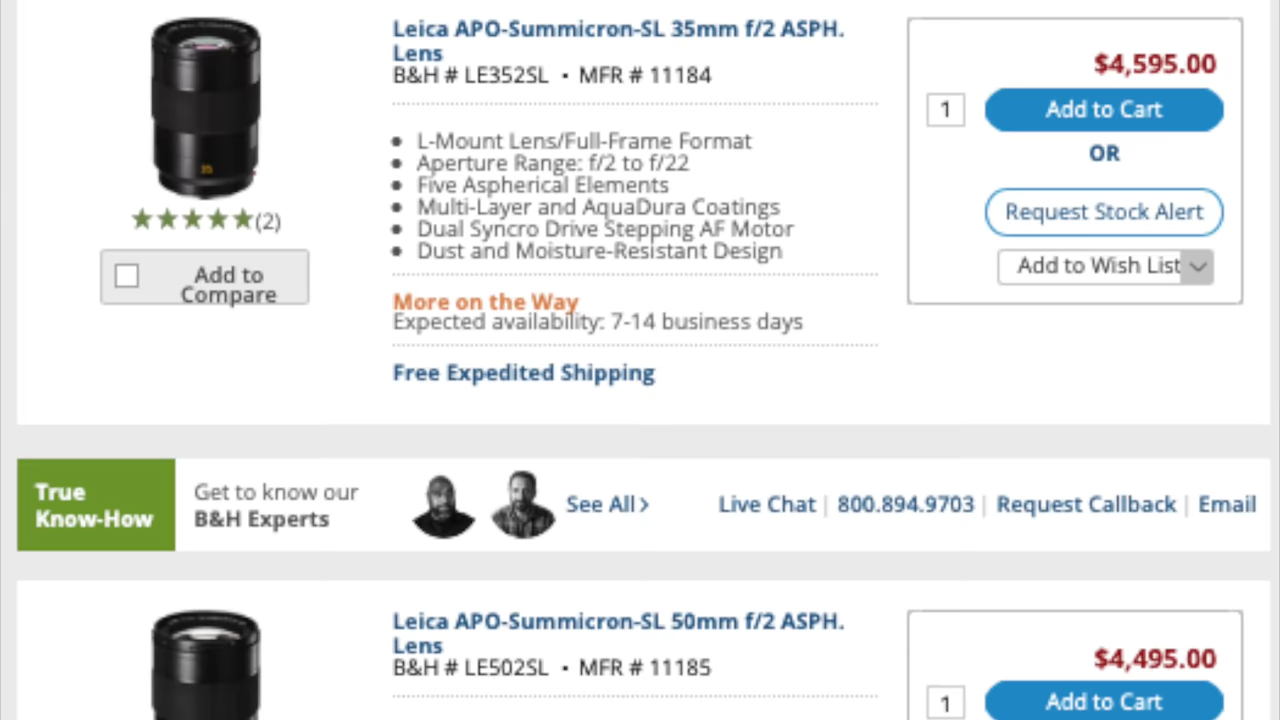 Leica APO-Summicron-SL 35mm f/2 ASPH.
Lens
B&H # LE352SL • MFR # 11184
L-Mount Lens/Full-Frame Format
Aperture Range: f/2 to f/22
Five Aspherical Elements
Multi-Layer and AquaDura Coatings
Dual Syncro Drive Stepping AF Motor
Dust and Moisture-Resistant Design
More on the Way
Expected availability: 7-14 business days
Free Expedited Shipping
35
(2)
Add to
Compare
$4,595.00
1
Add to Cart
OR
Request Stock Alert
Add to Wish List
True
Know-How
Get to know our
B&H Experts
See All >
Live Chat | 800.894.9703 | Request Callback | Email
Leica APO-Summicron-SL 50mm f/2 ASPH.
Lens
B&H # LE502SL • MFR # 11185
$4,495.00
1
Add to Cart